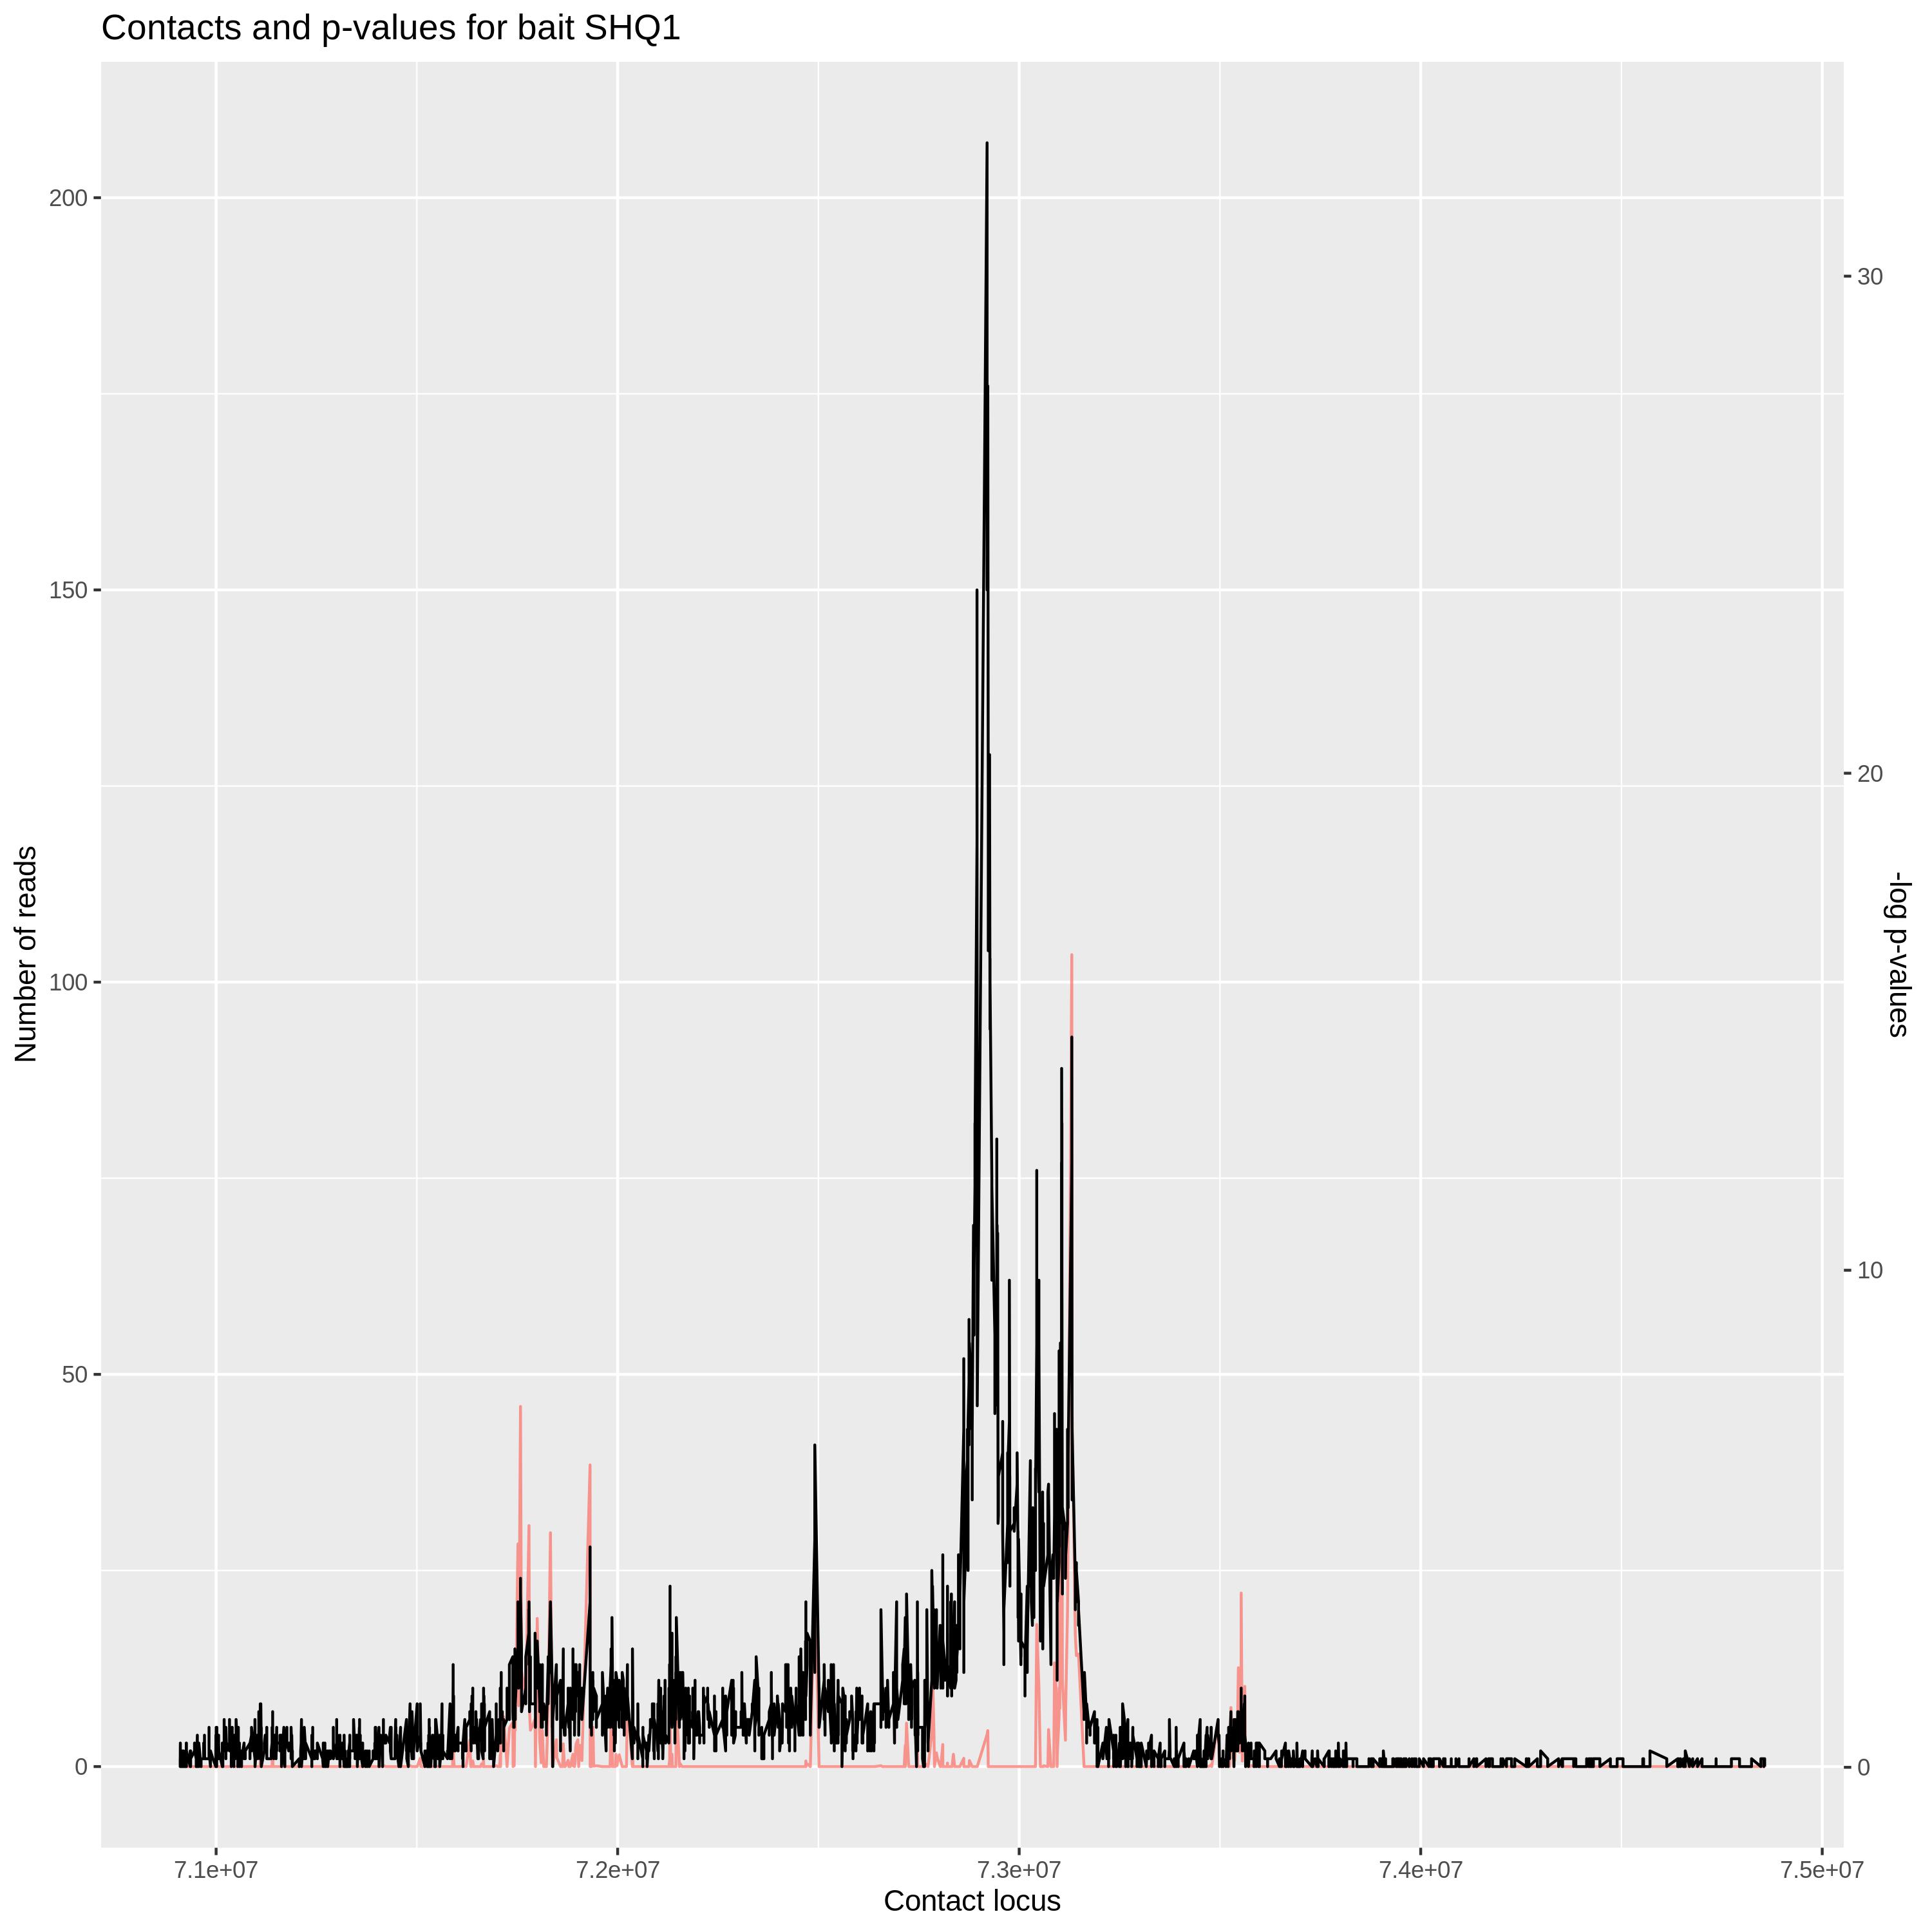 Contacts and p-values for bait SHQ1
200
150
100
50
0
Number of reads
30
20
10
0
-log p-values
7.1e+07 7.2e+07 7.3e+07 7.4e+07 7.5e+07
Contact locus